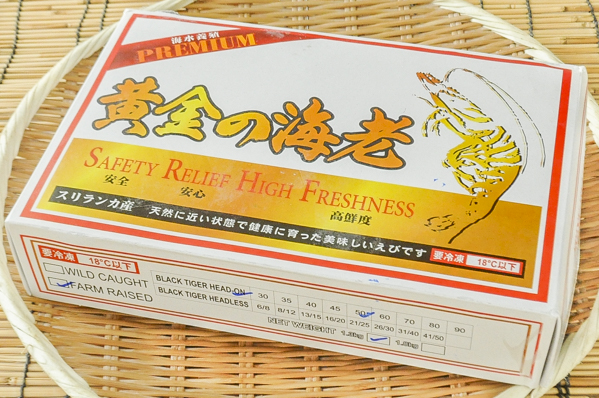 海水養殖
PREMIUM
黄金の海老
SAFETY RELIEF HIGH FRESHNESS
安全 安心 高鮮度
スリランカ産 天然に近い状態で健康に育った美味しいえびです 要冷凍 18℃以下
要冷凍 18℃以下
WILD CAUGHT
FARM RAISED
BLACK TIGER HEAD ON 30 35 40 45 50 60 70 80 90
BLACK TIGER HEADLESS 6/8 8/12 13/15 16/20 21/25 26/30 31/40 41/50
NET WEIGHT 1.3kg 1.8kg